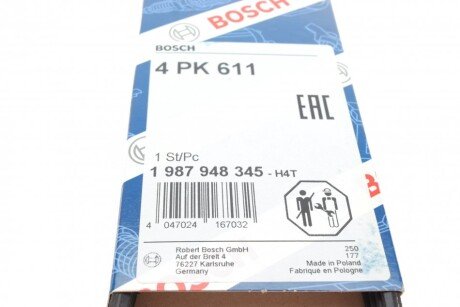 BOSCH
BOSCH
4 PK 611
EAC
1 St/Pc
1 987 948 345 - H4T
4 047024 167032
Robert Bosch GmbH
Auf der Breit 4
76227 Karlsruhe
Germany
250
177
Made in Poland
Fabriqué en Pologne